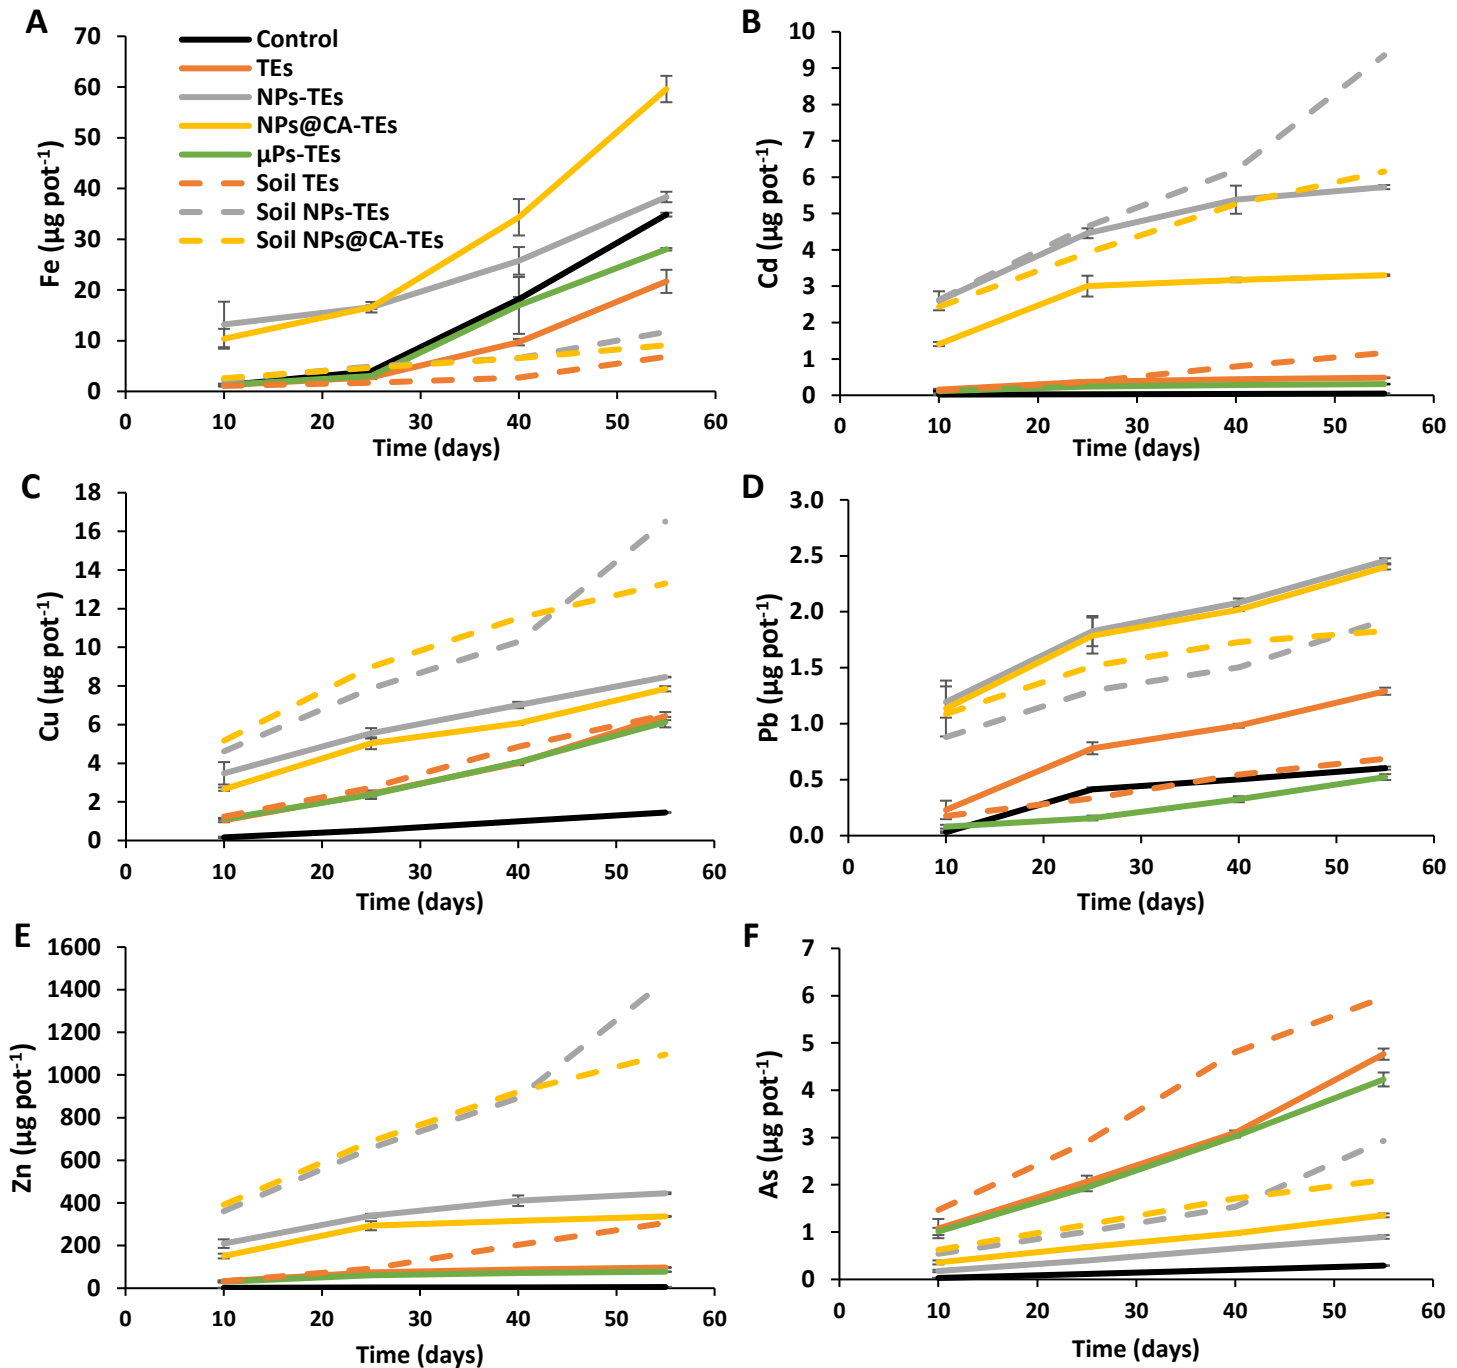 A
Fe (µg pot⁻¹)
70
60
50
40
30
20
10
0
Control
TEs
NPs-TEs
NPs@CA-TEs
µPs-TEs
Soil TEs
Soil NPs-TEs
Soil NPs@CA-TEs
0 10 20 30 40 50 60
Time (days)
B
Cd (µg pot⁻¹)
10
9
8
7
6
5
4
3
2
1
0
0 10 20 30 40 50 60
Time (days)
C
Cu (µg pot⁻¹)
18
16
14
12
10
8
6
4
2
0
0 10 20 30 40 50 60
Time (days)
D
Pb (µg pot⁻¹)
3.0
2.5
2.0
1.5
1.0
0.5
0.0
0 10 20 30 40 50 60
Time (days)
E
Zn (µg pot⁻¹)
1600
1400
1200
1000
800
600
400
200
0
0 10 20 30 40 50 60
Time (days)
F
As (µg pot⁻¹)
7
6
5
4
3
2
1
0
0 10 20 30 40 50 60
Time (days)